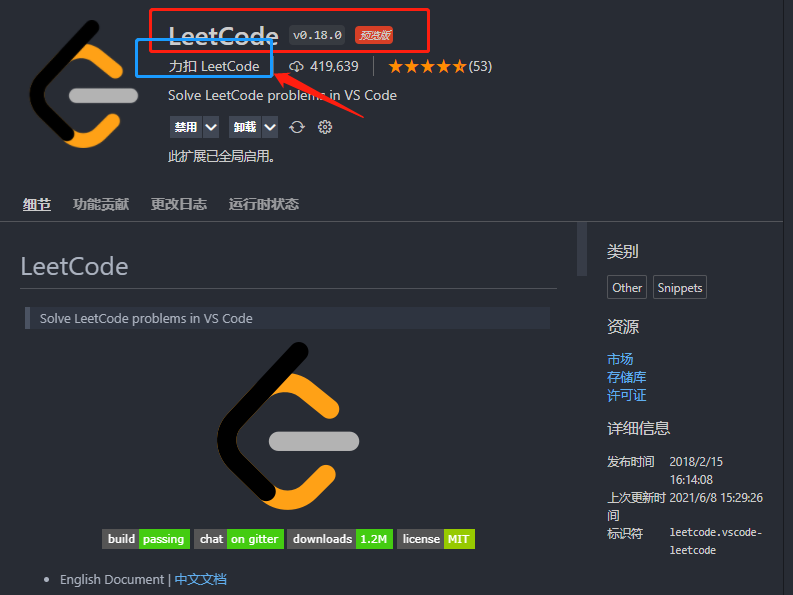 LeetCode v0.18.0 预览版
力扣 LeetCode 419,639 (53)
Solve LeetCode problems in VS Code
禁用 卸载
此扩展已全局启用。
细节 功能贡献 更改日志 运行时状态
LeetCode
Solve LeetCode problems in VS Code
build passing chat on gitter downloads 1.2M license MIT
• English Document | 中文文档
类别
Other Snippets
资源
市场
存储库
许可证
详细信息
发布时间 2018/2/15
16:14:08
上次更新时 2021/6/8 15:29:26
间
标识符 leetcode.vscode-
leetcode